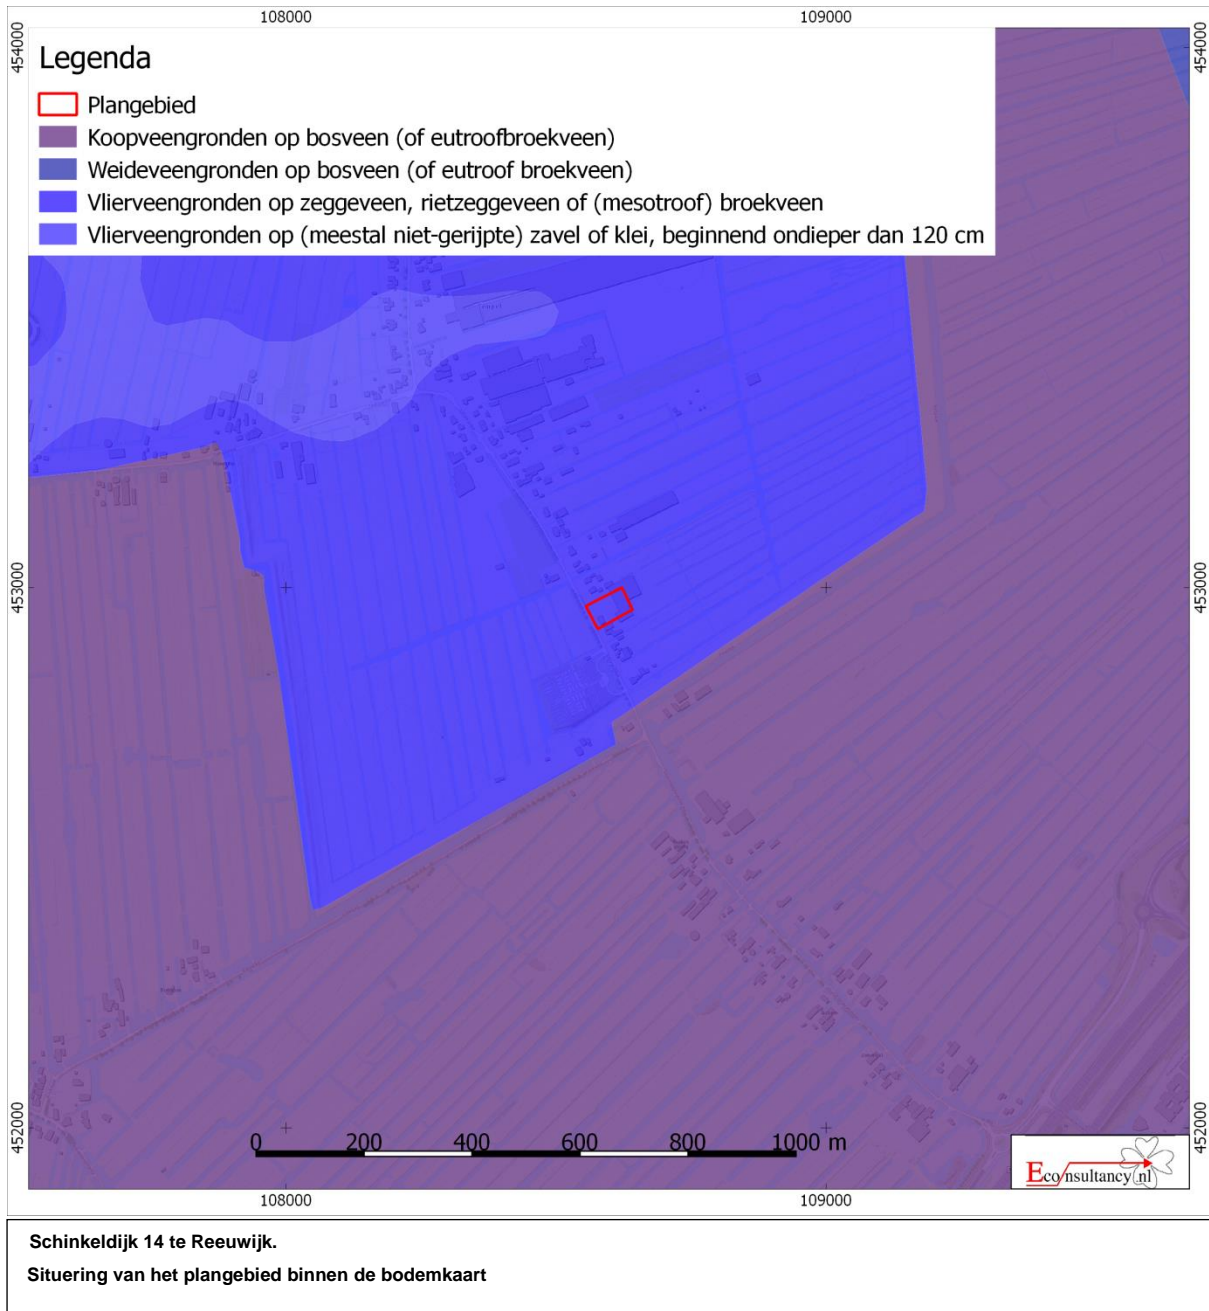 108000
109000
454000
454000
Legenda
Plangebied
Koopveengronden op bosveen (of eutroofbroekveen)
Weideveengronden op bosveen (of eutroof broekveen)
Vlierveengronden op zeggeveen, rietzeggeveen of (mesotroof) broekveen
Vlierveengronden op (meestal niet-gerijpte) zavel of klei, beginnend ondieper dan 120 cm
453000
453000
452000
452000
0 200 400 600 800 1000 m
Econsultancy.nl
108000
109000
Schinkeldijk 14 te Reeuwijk.
Situering van het plangebied binnen de bodemkaart